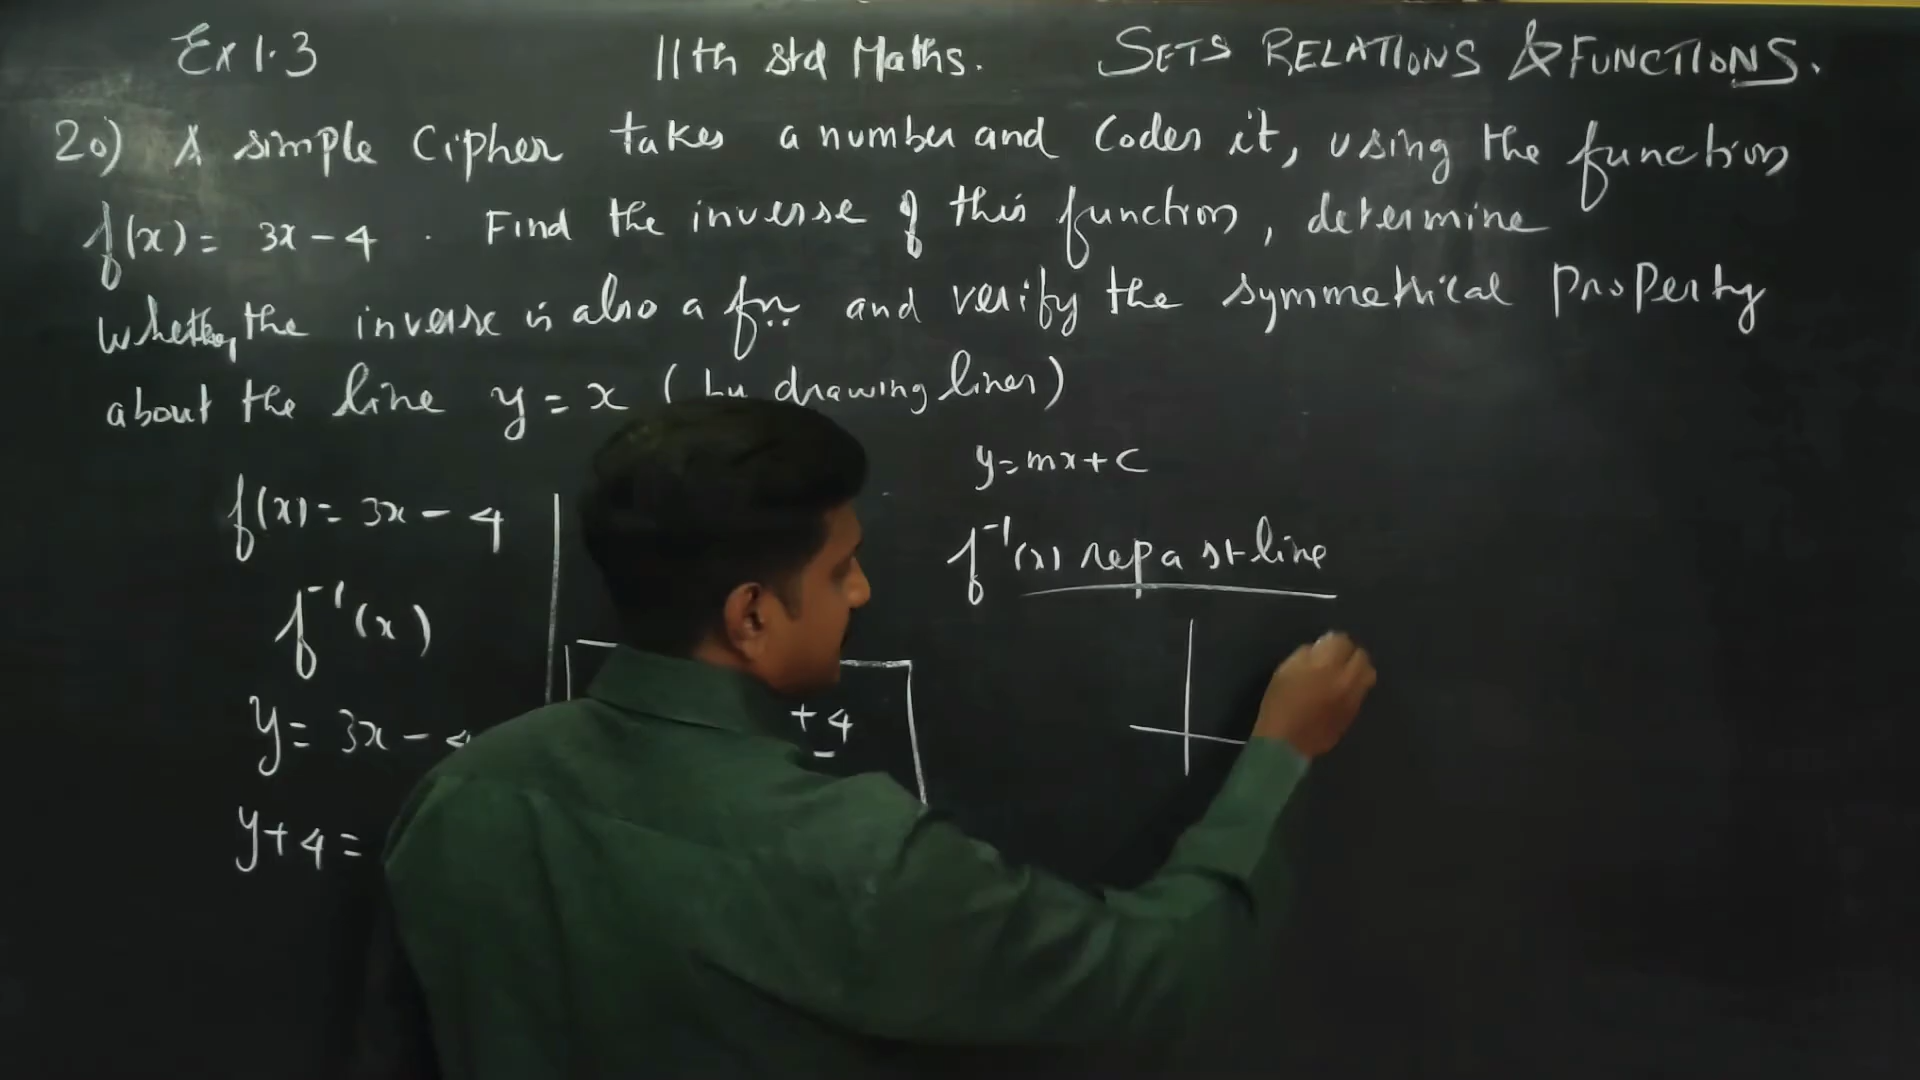 Ex 1.3 11th std Maths. SETS RELATIONS & FUNCTIONS.
20) A simple Cipher takes a number and Codes it, using the function
f(x) = 3x - 4 . Find the inverse of this function, determine
Whether the inverse is also a fn. and verify the symmetrical Property
about the line y = x (by drawing lines)
f(x) = 3x - 4
f⁻¹(x)
y = 3x - 4
y + 4 =
+ 4
y = mx + c
f⁻¹(x) rep a st line